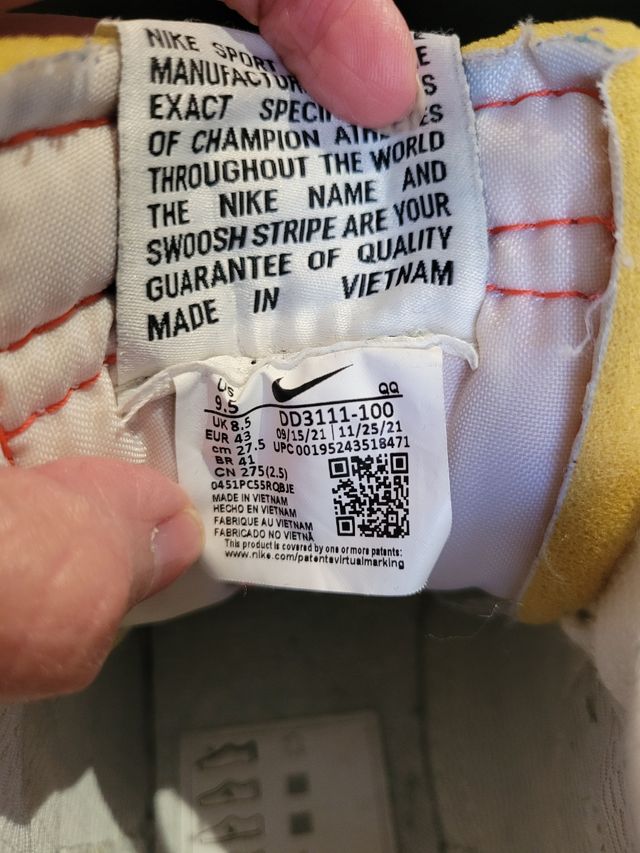 NIKE SPORT
MANUFACTUR
EXACT SPECI
OF CHAMPION ATH ES
THROUGHOUT THE WORLD
THE NIKE NAME AND
SWOOSH STRIPE ARE YOUR
GUARANTEE OF QUALITY
MADE IN VIETNAM
US
9.5
QQ
UK 8.5
DD3111-100
EUR 43
09/15/21 | 11/25/21
cm 27.5
UPC00195243518471
BR 41
CN 275(2.5)
0451PC55RQBJE
MADE IN VIETNAM
HECHO EN VIETNAM
FABRIQUE AU VIETNAM
FABRICADO NO VIETNÃ
This product is covered by one or more patents:
www.nike.com/patentsvirtualmarking